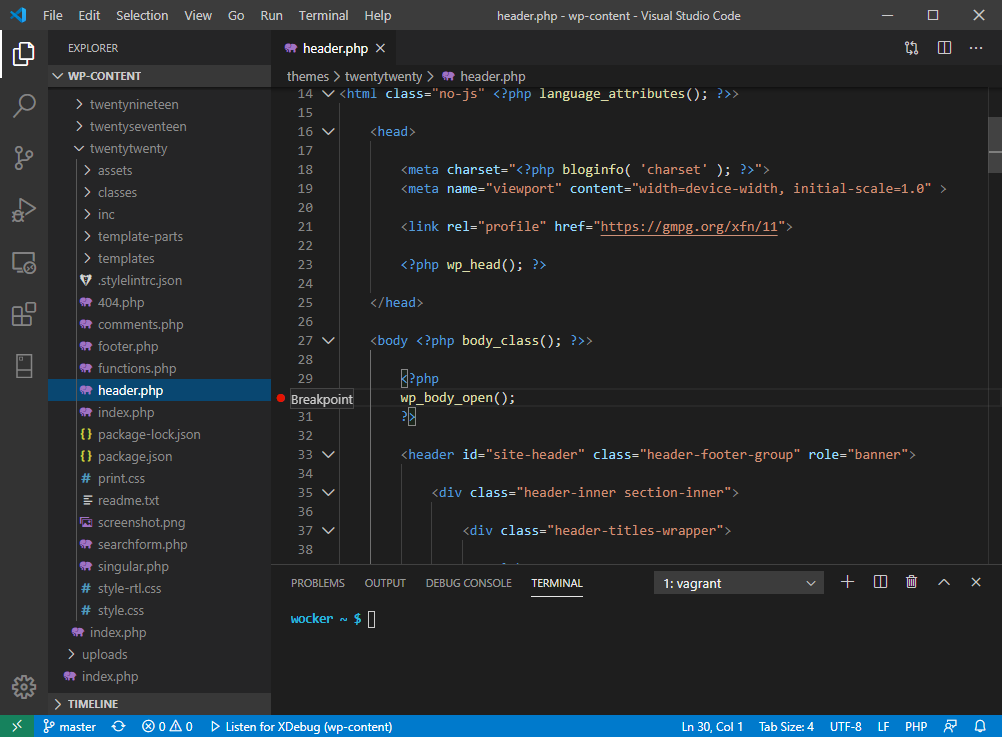 File Edit Selection View Go Run Terminal Help header.php - wp-content - Visual Studio Code
EXPLORER
WP-CONTENT
twentynineteen
twentyseventeen
twentytwenty
assets
classes
inc
template-parts
templates
.stylelintrc.json
404.php
comments.php
footer.php
functions.php
header.php
index.php
package-lock.json
package.json
print.css
readme.txt
screenshot.png
searchform.php
singular.php
style-rtl.css
style.css
index.php
uploads
index.php
TIMELINE
header.php
themes > twentytwenty > header.php
14 <html class="no-js" <?php language_attributes(); ?>>
15
16 <head>
17
18 <meta charset="<?php bloginfo( 'charset' ); ?>">
19 <meta name="viewport" content="width=device-width, initial-scale=1.0" >
20
21 <link rel="profile" href="https://gmpg.org/xfn/11">
22
23 <?php wp_head(); ?>
24
25 </head>
26
27 <body <?php body_class(); ?>>
28
29 <?php
Breakpoint wp_body_open();
31 ?>
32
33 <header id="site-header" class="header-footer-group" role="banner">
34
35 <div class="header-inner section-inner">
36
37 <div class="header-titles-wrapper">
38
PROBLEMS OUTPUT DEBUG CONSOLE TERMINAL 1: vagrant
wocker ~ $
master 0 0 Listen for XDebug (wp-content) Ln 30, Col 1 Tab Size: 4 UTF-8 LF PHP